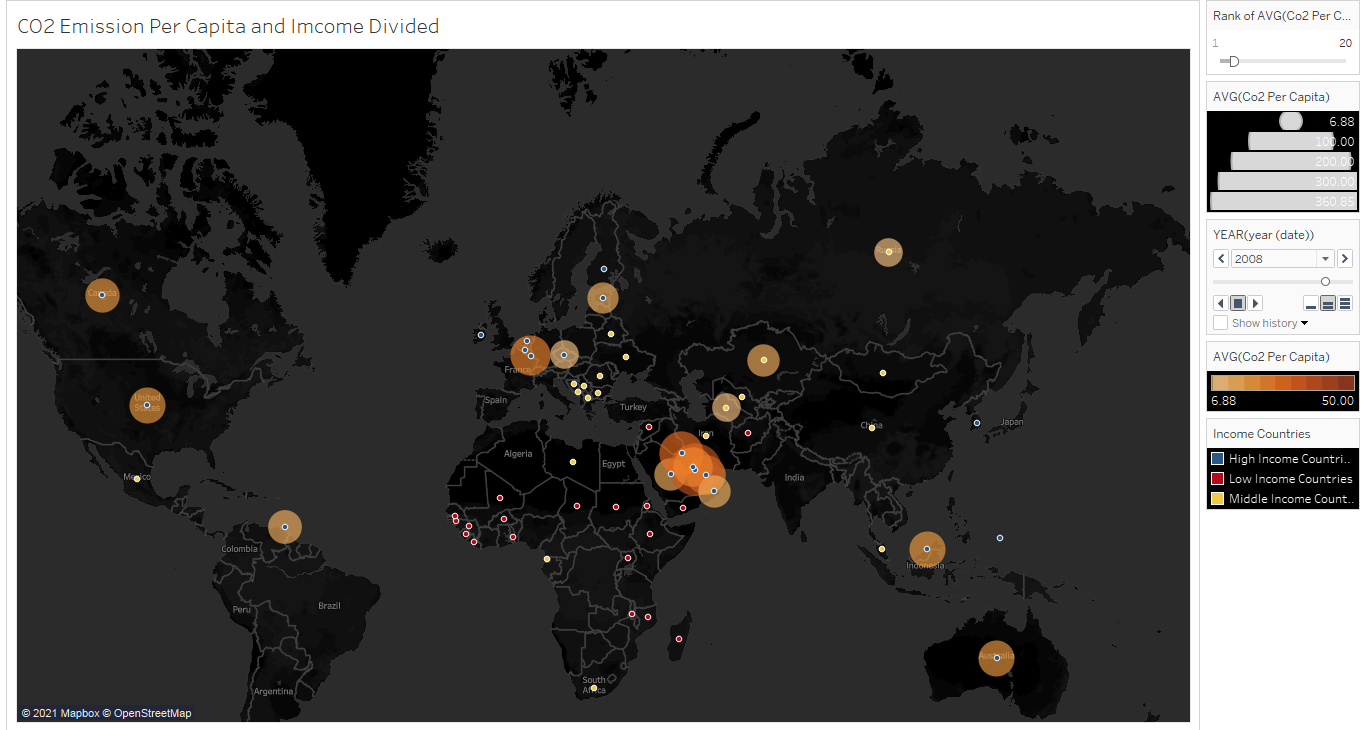 CO2 Emission Per Capita and Imcome Divided
Canada
United
States
Mexico
Colombia
Peru
Brazil
Argentina
France
Spain
Algeria
Egypt
Turkey
Iran
South
Africa
Russia
China
India
Japan
Indonesia
Australia
© 2021 Mapbox © OpenStreetMap
Rank of AVG(Co2 Per C...
1 20
AVG(Co2 Per Capita)
6.88
100.00
200.00
300.00
360.85
YEAR(year (date))
2008
Show history
AVG(Co2 Per Capita)
6.88 50.00
Income Countries
High Income Countri..
Low Income Countries
Middle Income Count..